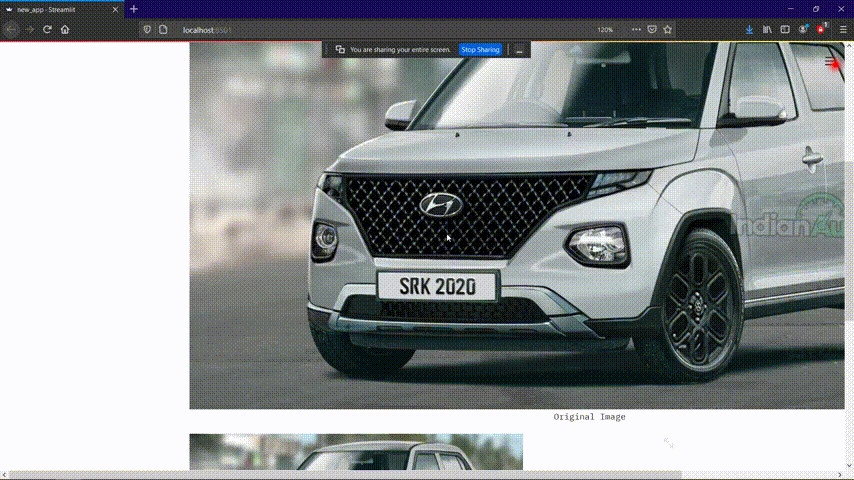 new_app - Streamlit
localhost:8501
120%
You are sharing your entire screen.
Stop Sharing
IndianAu
SRK 2020
Original Image